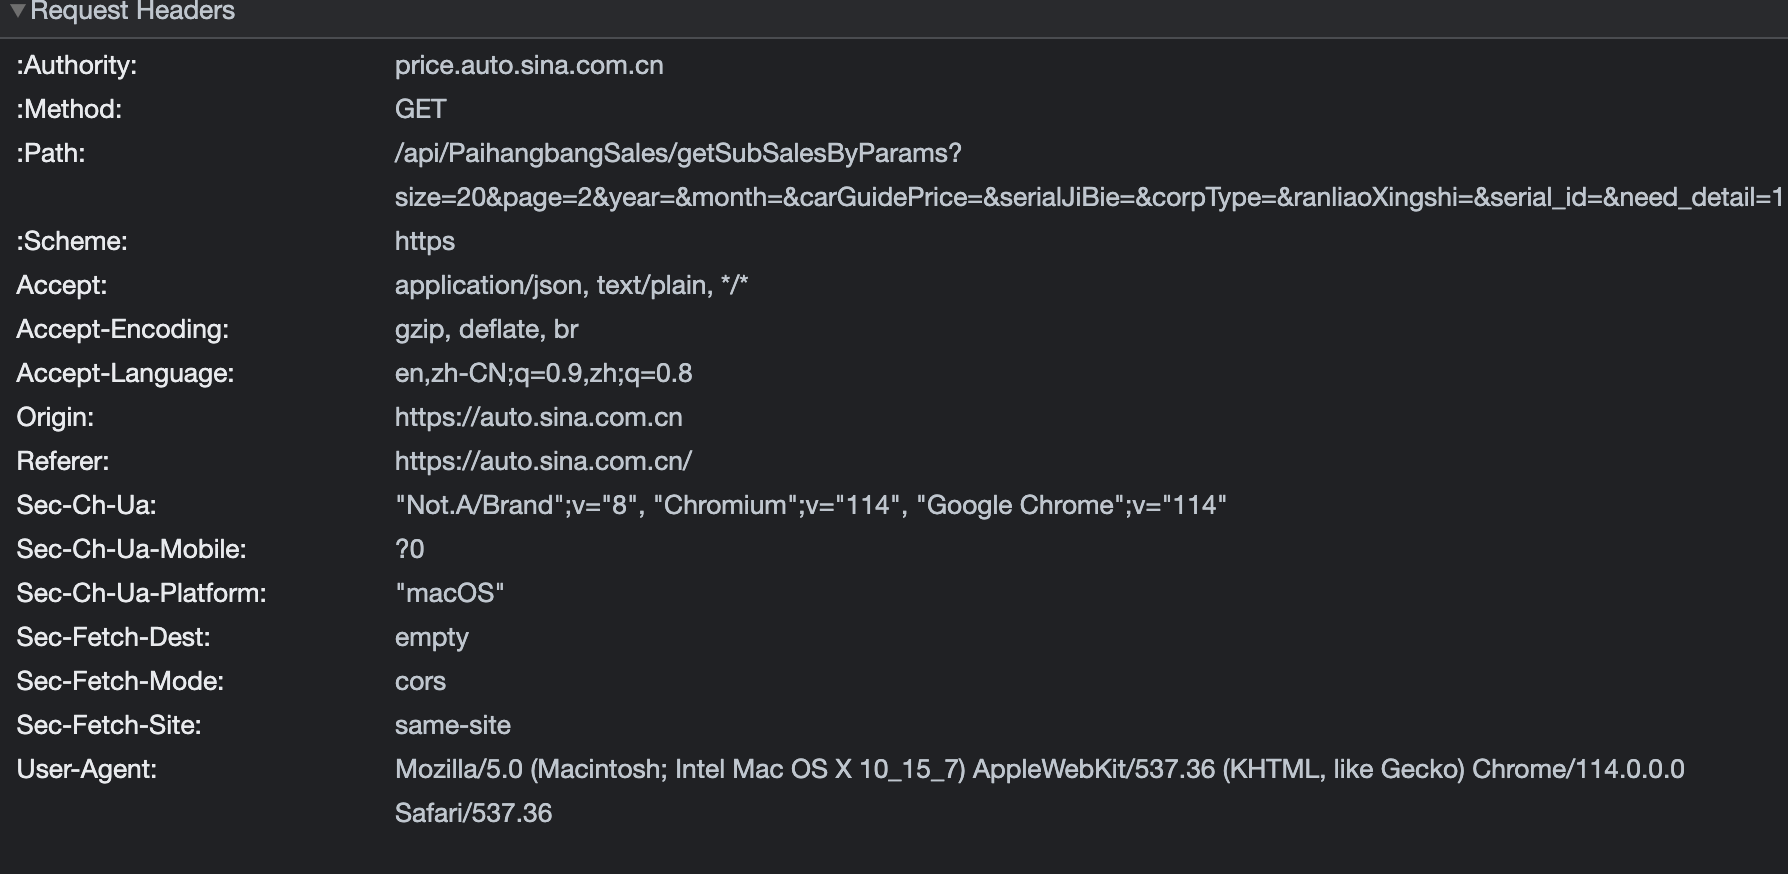 Request Headers
:Authority: price.auto.sina.com.cn
:Method: GET
:Path: /api/PaihangbangSales/getSubSalesByParams?
size=20&page=2&year=&month=&carGuidePrice=&serialJiBie=&corpType=&ranliaoXingshi=&serial_id=&need_detail=1
:Scheme: https
Accept: application/json, text/plain, */*
Accept-Encoding: gzip, deflate, br
Accept-Language: en,zh-CN;q=0.9,zh;q=0.8
Origin: https://auto.sina.com.cn
Referer: https://auto.sina.com.cn/
Sec-Ch-Ua: "Not.A/Brand";v="8", "Chromium";v="114", "Google Chrome";v="114"
Sec-Ch-Ua-Mobile: ?0
Sec-Ch-Ua-Platform: "macOS"
Sec-Fetch-Dest: empty
Sec-Fetch-Mode: cors
Sec-Fetch-Site: same-site
User-Agent: Mozilla/5.0 (Macintosh; Intel Mac OS X 10_15_7) AppleWebKit/537.36 (KHTML, like Gecko) Chrome/114.0.0.0
Safari/537.36